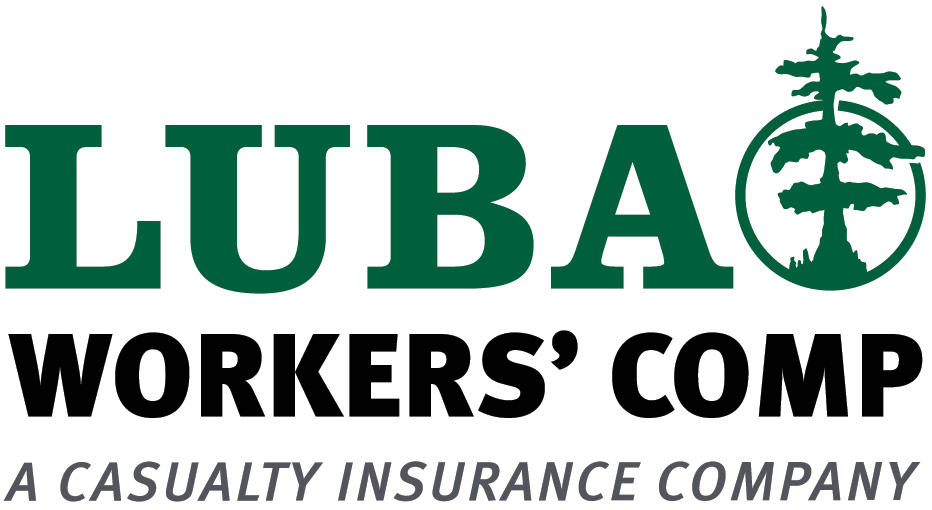 LUBA
WORKERS’ COMP
A CASUALTY INSURANCE COMPANY